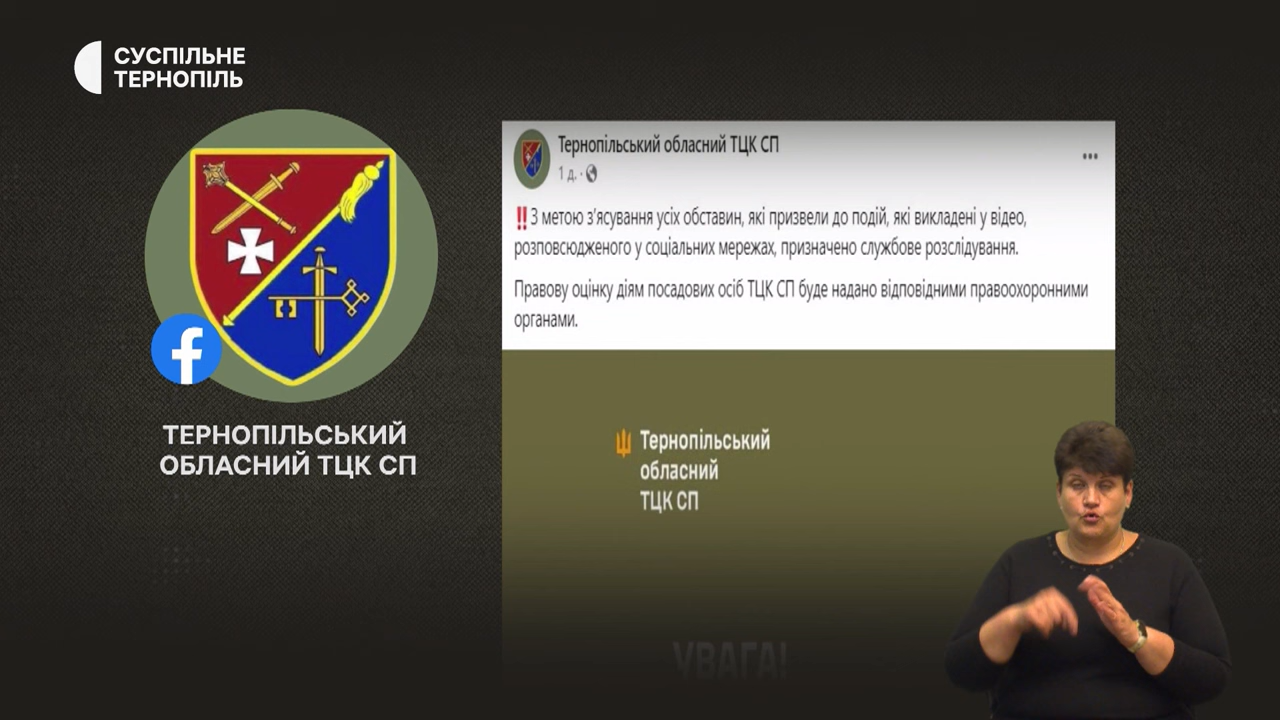 СУСПІЛЬНЕ
ТЕРНОПІЛЬ
ТЕРНОПІЛЬСЬКИЙ
ОБЛАСНИЙ ТЦК СП
Тернопільський обласний ТЦК СП
1 д.
‼З метою з’ясування усіх обставин, які призвели до подій, які викладені у відео,
розповсюдженого у соціальних мережах, призначено службове розслідування.
Правову оцінку діям посадових осіб ТЦК СП буде надано відповідними правоохоронними
органами.
Тернопільський
обласний
ТЦК СП
УВАГА!